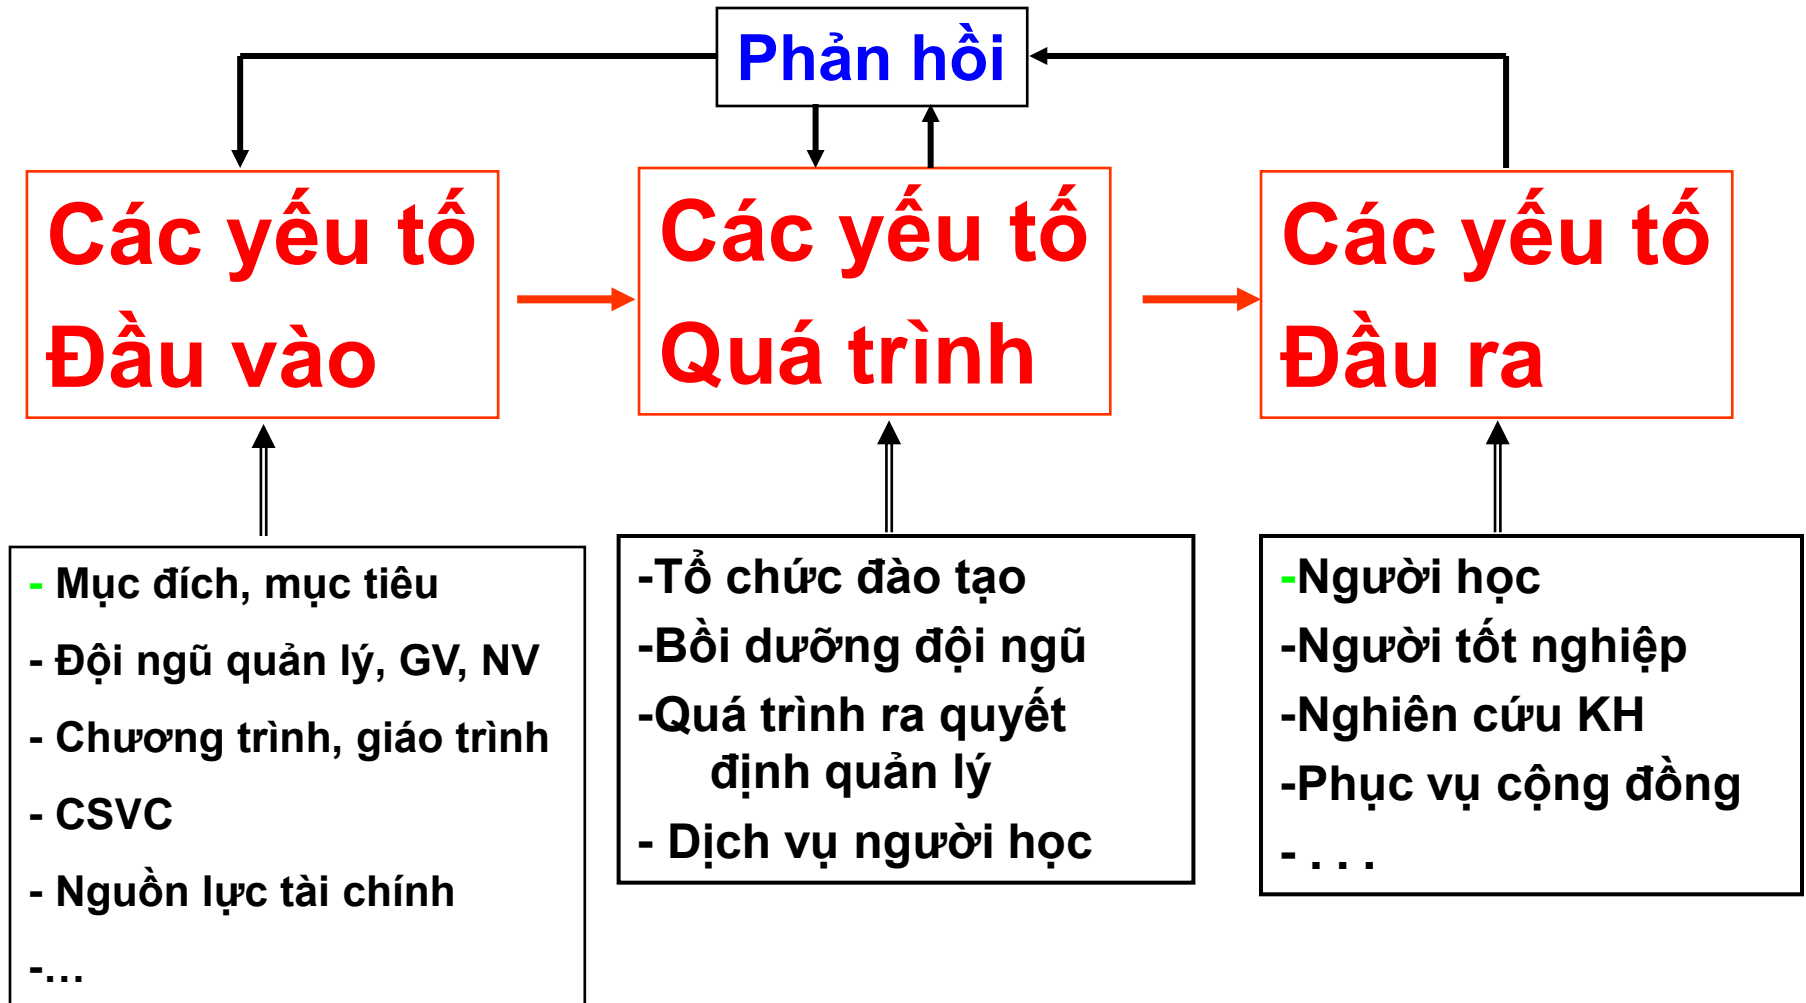 Phản hồi
Các yếu tố
Đầu vào
Các yếu tố
Quá trình
Các yếu tố
Đầu ra
- Mục đích, mục tiêu
- Đội ngũ quản lý, GV, NV
- Chương trình, giáo trình
- CSVC
- Nguồn lực tài chính
-...
-Tổ chức đào tạo
-Bồi dưỡng đội ngũ
-Quá trình ra quyết
định quản lý
- Dịch vụ người học
-Người học
-Người tốt nghiệp
-Nghiên cứu KH
-Phục vụ cộng đồng
- . . .